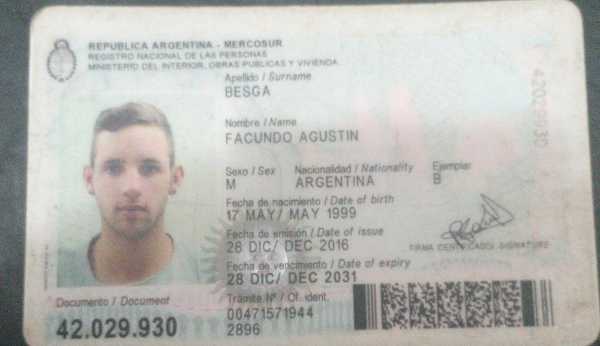 REPUBLICA ARGENTINA - MERCOSUR
REGISTRO NACIONAL DE LAS PERSONAS
MINISTERIO DEL INTERIOR, OBRAS PUBLICAS Y VIVIENDA
Apellido / Surname
BESGA
Nombre / Name
FACUNDO AGUSTIN
Sexo / Sex Nacionalidad / Nationality Ejemplar
M ARGENTINA B
Fecha de nacimiento / Date of birth
17 MAY/ MAY 1999
Fecha de emisión / Date of issue
28 DIC/ DEC 2016
FIRMA SIGNATURE
Fecha de vencimiento / Date of expiry
28 DIC/ DEC 2031
Documento / Document
42.029.930
Trámite Nº / Of. ident.
00471571944
2896
42029930